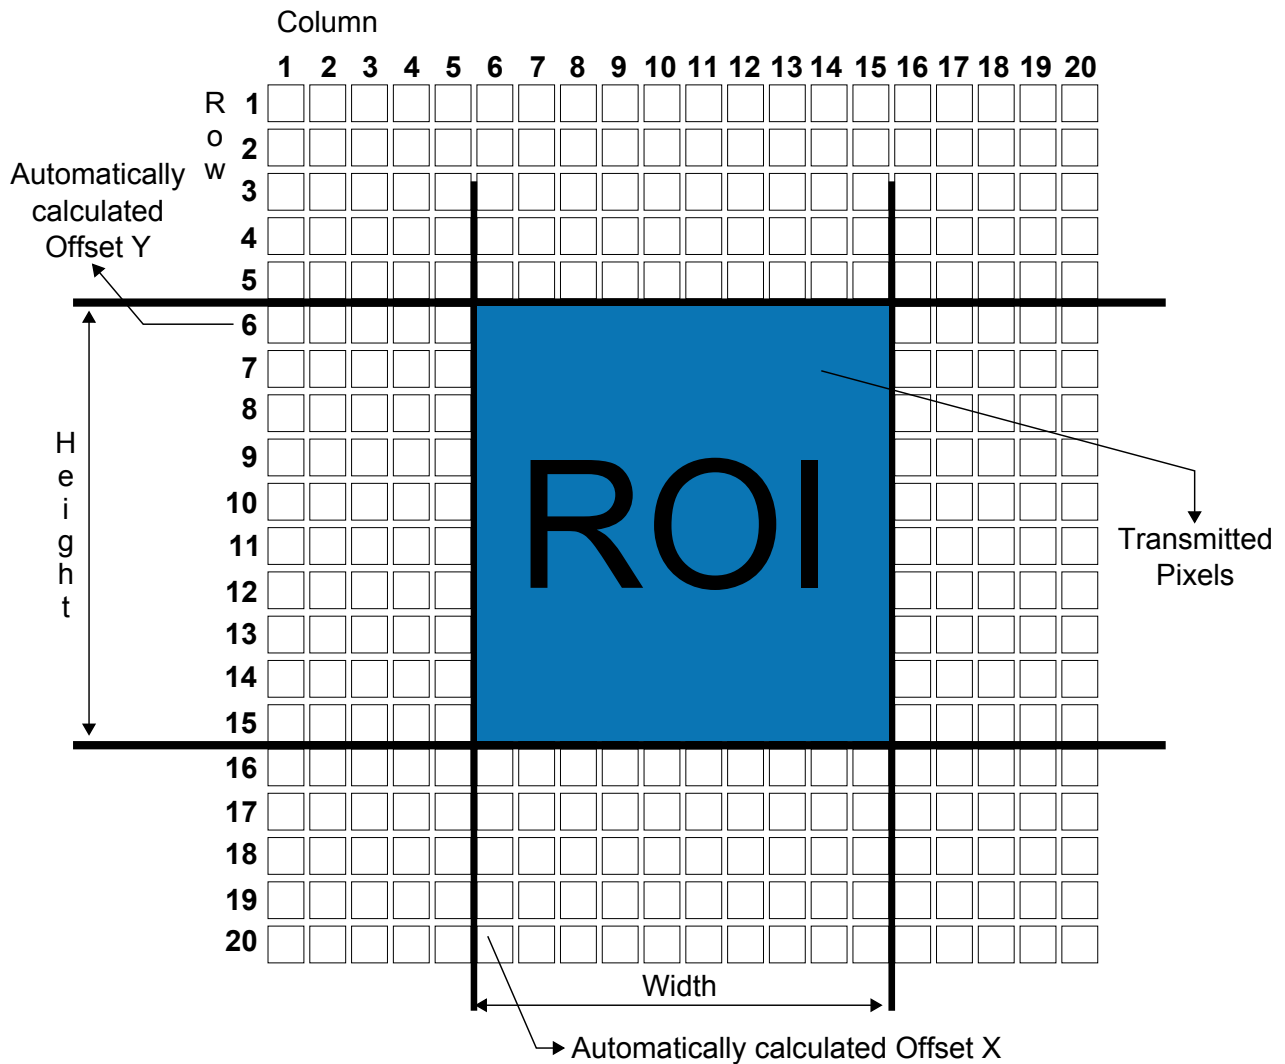 Column
1 2 3 4 5 6 7 8 9 10 11 12 13 14 15 16 17 18 19 20
Row
1
2
3
4
5
6
7
8
9
10
11
12
13
14
15
16
17
18
19
20
Automatically
calculated
Offset Y
Height
ROI
Transmitted
Pixels
Width
Automatically calculated Offset X